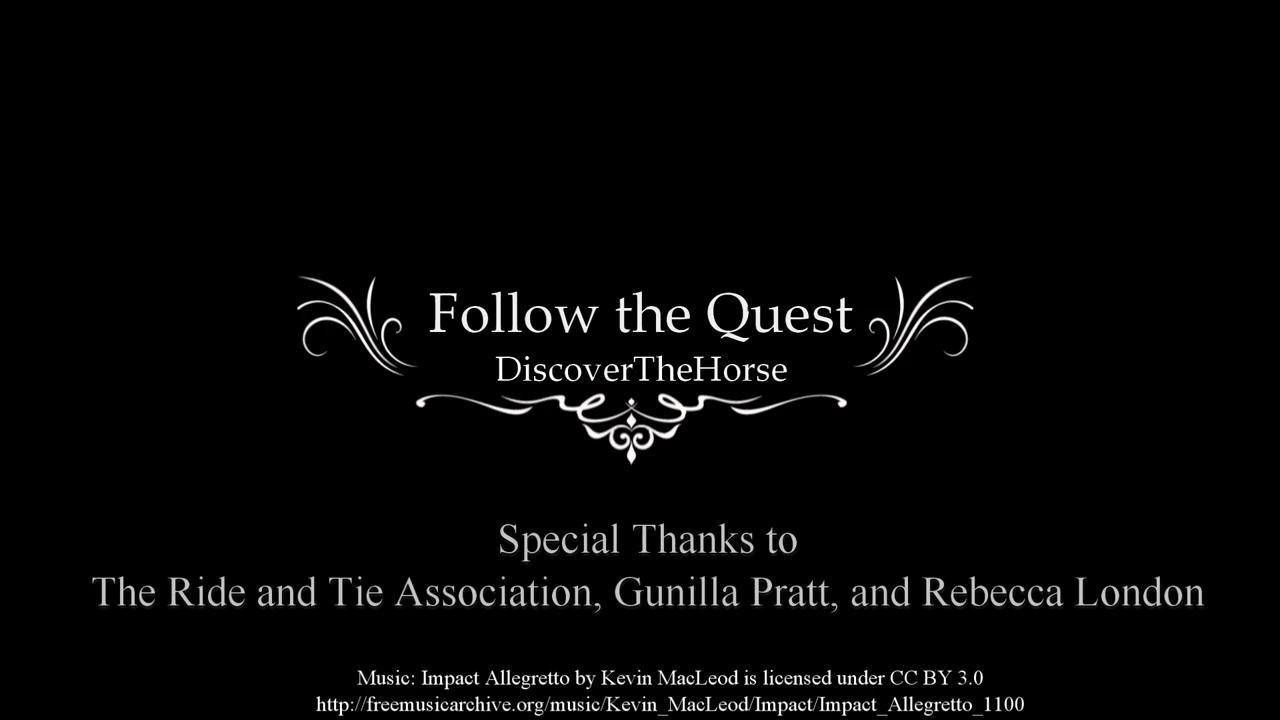 Follow the Quest
DiscoverTheHorse
Special Thanks to
The Ride and Tie Association, Gunilla Pratt, and Rebecca London
Music: Impact Allegretto by Kevin MacLeod is licensed under CC BY 3.0
http://freemusicarchive.org/music/Kevin_MacLeod/Impact/Impact_Allegretto_1100